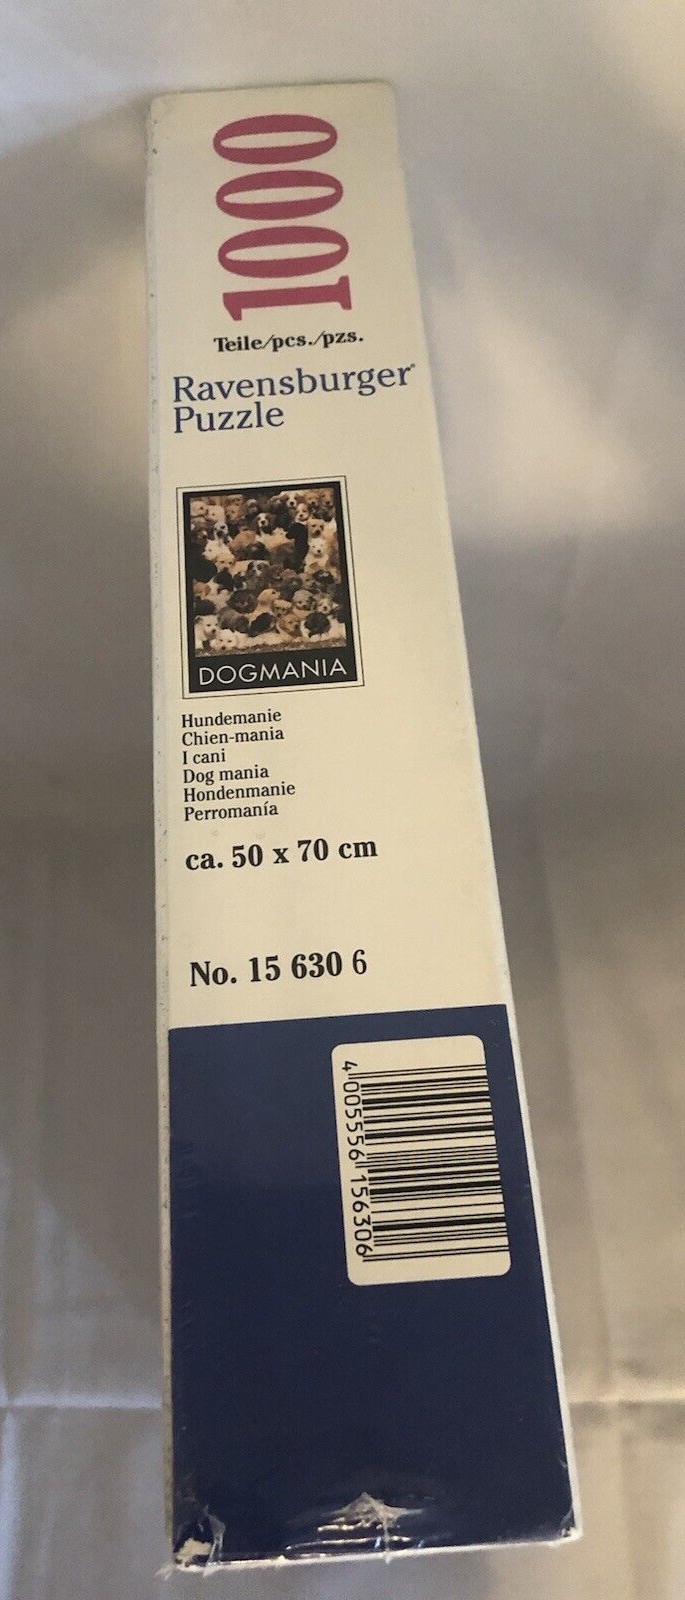 1000
Teile/pcs./pzs.
Ravensburger®
Puzzle
DOGMANIA
Hundemanie
Chien-mania
I cani
Dog mania
Hondenmanie
Perromanía
ca. 50 x 70 cm
No. 15 630 6
4 005556 156306